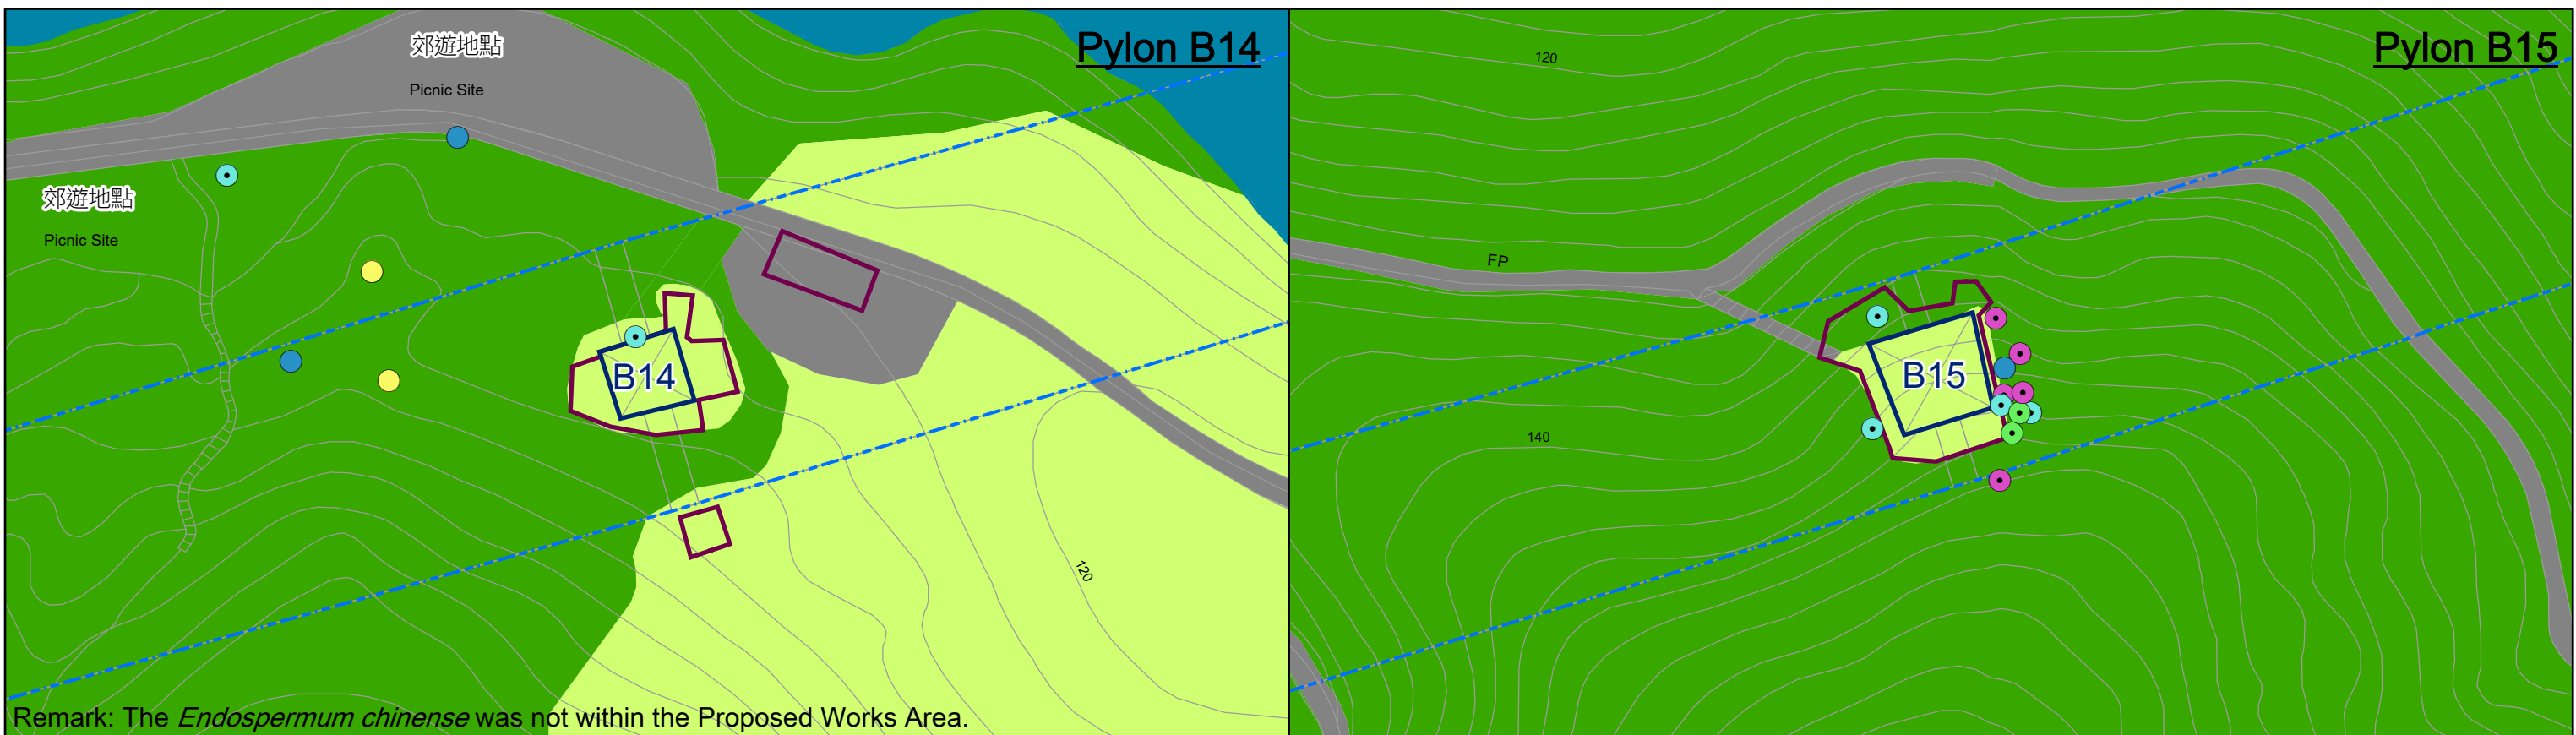 郊遊地點
Picnic Site
Pylon B14
郊遊地點
Picnic Site
B14
120
Remark: The Endospermum chinense was not within the Proposed Works Area.
120
Pylon B15
FP
B15
140